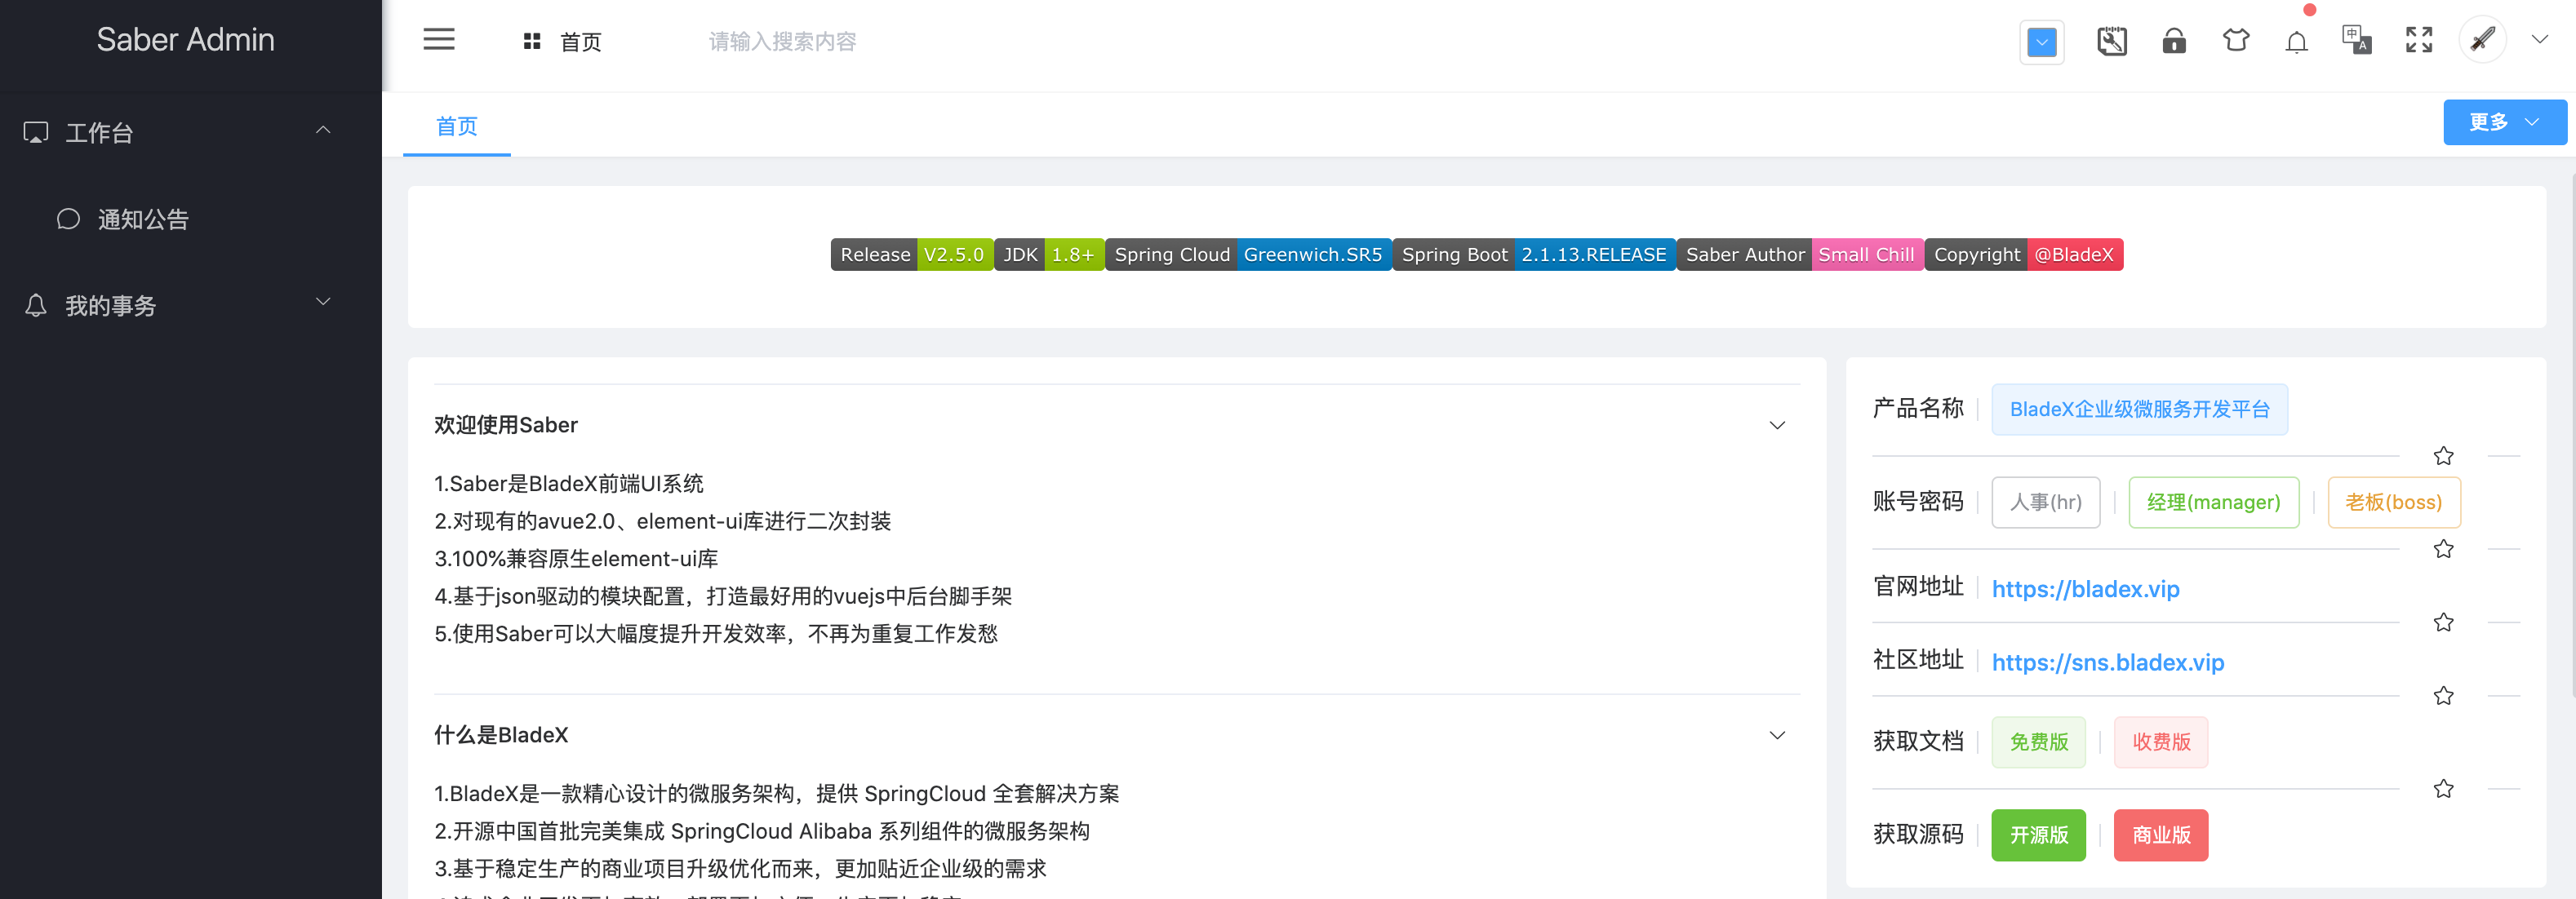 Saber Admin
首页
请输入搜索内容
中
A
工作台
通知公告
我的事务
首页
更多
Release V2.5.0 JDK 1.8+ Spring Cloud Greenwich.SR5 Spring Boot 2.1.13.RELEASE Saber Author Small Chill Copyright @BladeX
欢迎使用Saber
1.Saber是BladeX前端UI系统
2.对现有的avue2.0、element-ui库进行二次封装
3.100%兼容原生element-ui库
4.基于json驱动的模块配置，打造最好用的vuejs中后台脚手架
5.使用Saber可以大幅度提升开发效率，不再为重复工作发愁
什么是BladeX
1.BladeX是一款精心设计的微服务架构，提供 SpringCloud 全套解决方案
2.开源中国首批完美集成 SpringCloud Alibaba 系列组件的微服务架构
3.基于稳定生产的商业项目升级优化而来，更加贴近企业级的需求
产品名称 BladeX企业级微服务开发平台
账号密码 人事(hr) 经理(manager) 老板(boss)
官网地址 https://bladex.vip
社区地址 https://sns.bladex.vip
获取文档 免费版 收费版
获取源码 开源版 商业版